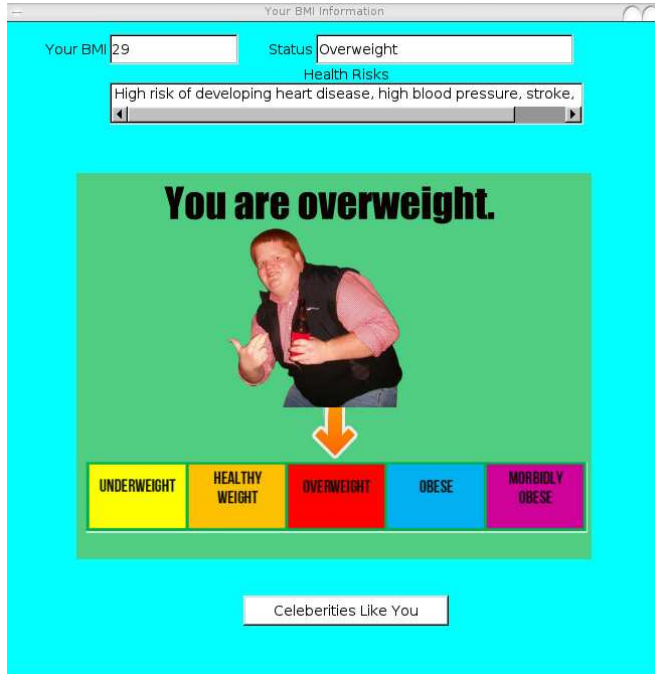 Your BMI Information
Your BMI 29 Status Overweight
Health Risks
High risk of developing heart disease, high blood pressure, stroke,
You are overweight.
UNDERWEIGHT
HEALTHY
WEIGHT
OVERWEIGHT
OBESE
MORBIDLY
OBESE
Celeberities Like You